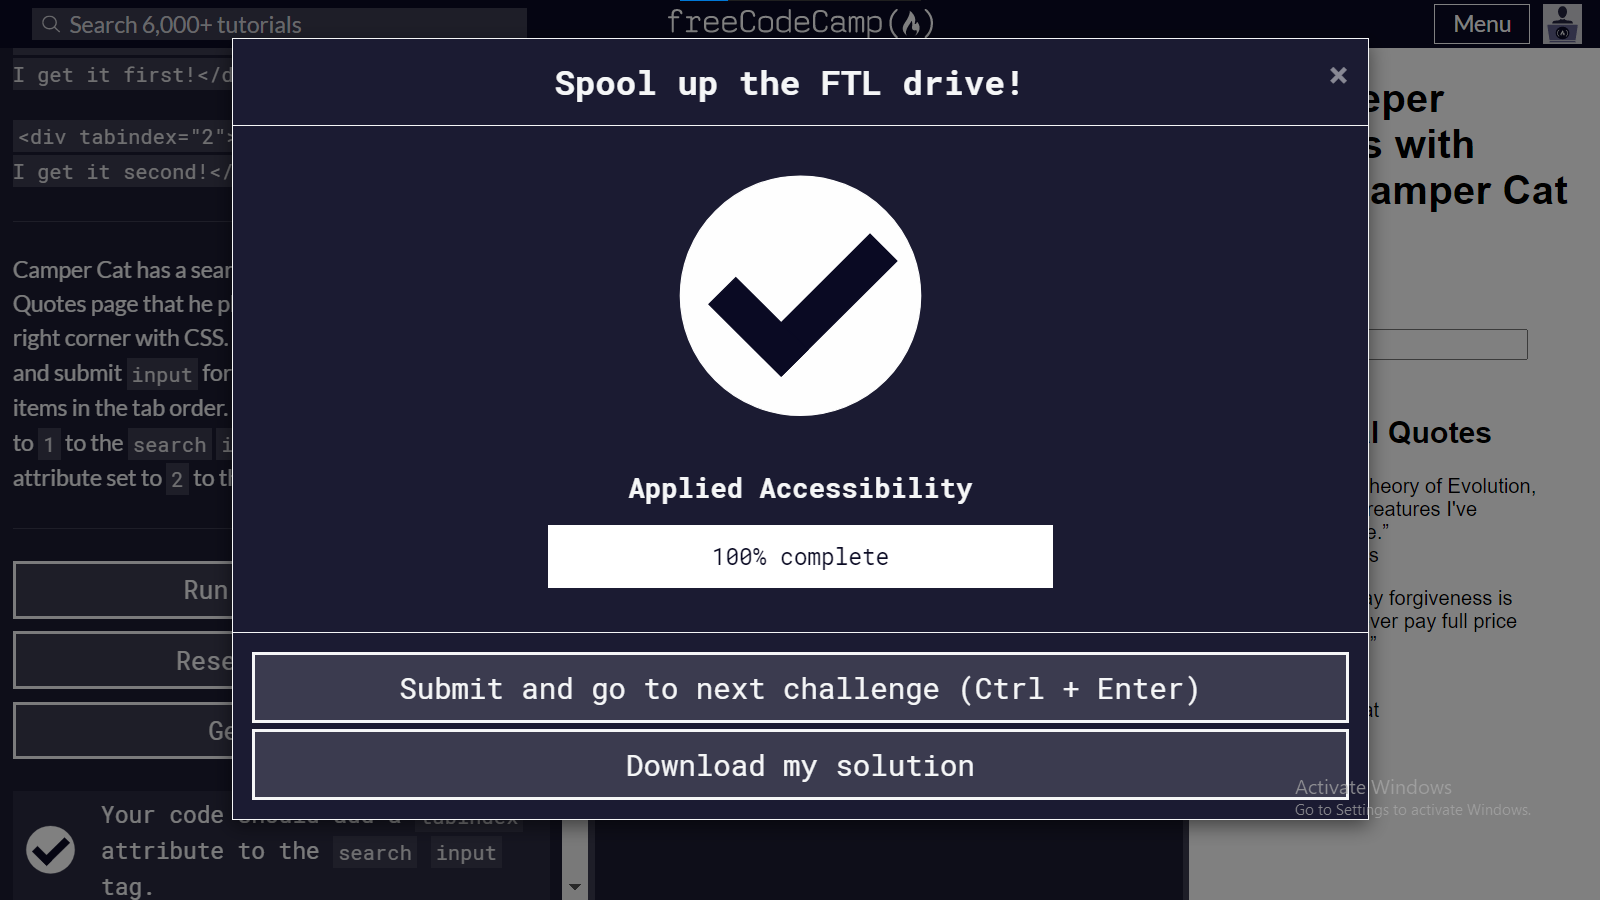 Search 6,000+ tutorials
freeCodeCamp
Menu
I get it first!</d
<div tabindex="2">
I get it second!</
Camper Cat has a sear
Quotes page that he p
right corner with CSS.
and submit input for
items in the tab order.
to 1 to the search i
attribute set to 2 to th
Run
Rese
Ge
Your code should add a tabindex
attribute to the search input
tag.
Spool up the FTL drive!
×
Applied Accessibility
100% complete
Submit and go to next challenge (Ctrl + Enter)
Download my solution
eper
s with
amper Cat
l Quotes
heory of Evolution,
reatures I've
e.”
s
ay forgiveness is
ver pay full price
”
at
Activate Windows
Go to Settings to activate Windows.